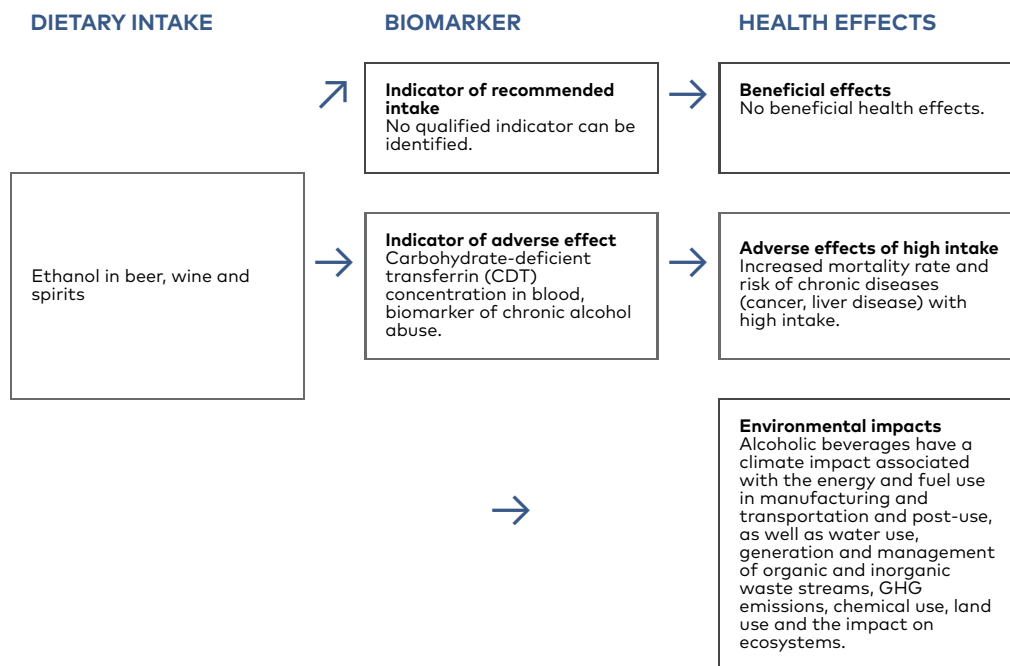 DIETARY INTAKE
BIOMARKER
HEALTH EFFECTS
Ethanol in beer, wine and
spirits
Indicator of recommended
intake
No qualified indicator can be
identified.
Beneficial effects
No beneficial health effects.
Indicator of adverse effect
Carbohydrate-deficient
transferrin (CDT)
concentration in blood,
biomarker of chronic alcohol
abuse.
Adverse effects of high intake
Increased mortality rate and
risk of chronic diseases
(cancer, liver disease) with
high intake.
Environmental impacts
Alcoholic beverages have a
climate impact associated
with the energy and fuel use
in manufacturing and
transportation and post-use,
as well as water use,
generation and management
of organic and inorganic
waste streams, GHG
emissions, chemical use, land
use and the impact on
ecosystems.